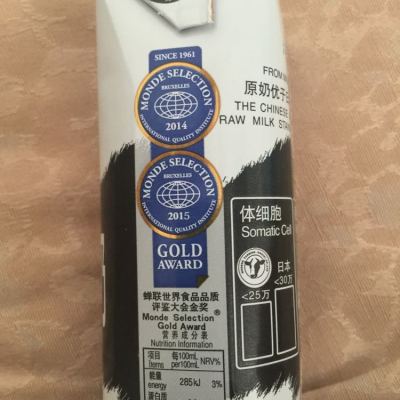 SINCE 1961
MONDE SELECTION
BRUXELLES
2014
INTERNATIONAL QUALITY INSTITUTE
MONDE SELECTION
BRUXELLES
2015
INTERNATIONAL QUALITY INSTITUTE
GOLD
AWARD
蝉联世界食品品质
评鉴大会金奖
Monde Selection®
Gold Award
营养成分表
Nutrition Information
项目 每100mL NRV%
Items per100mL
能量 285kJ 3%
energy
蛋白质
FROM
原奶优于
THE CHINESE
RAW MILK
体细胞
Somatic Cell
日本
<30万
<25万